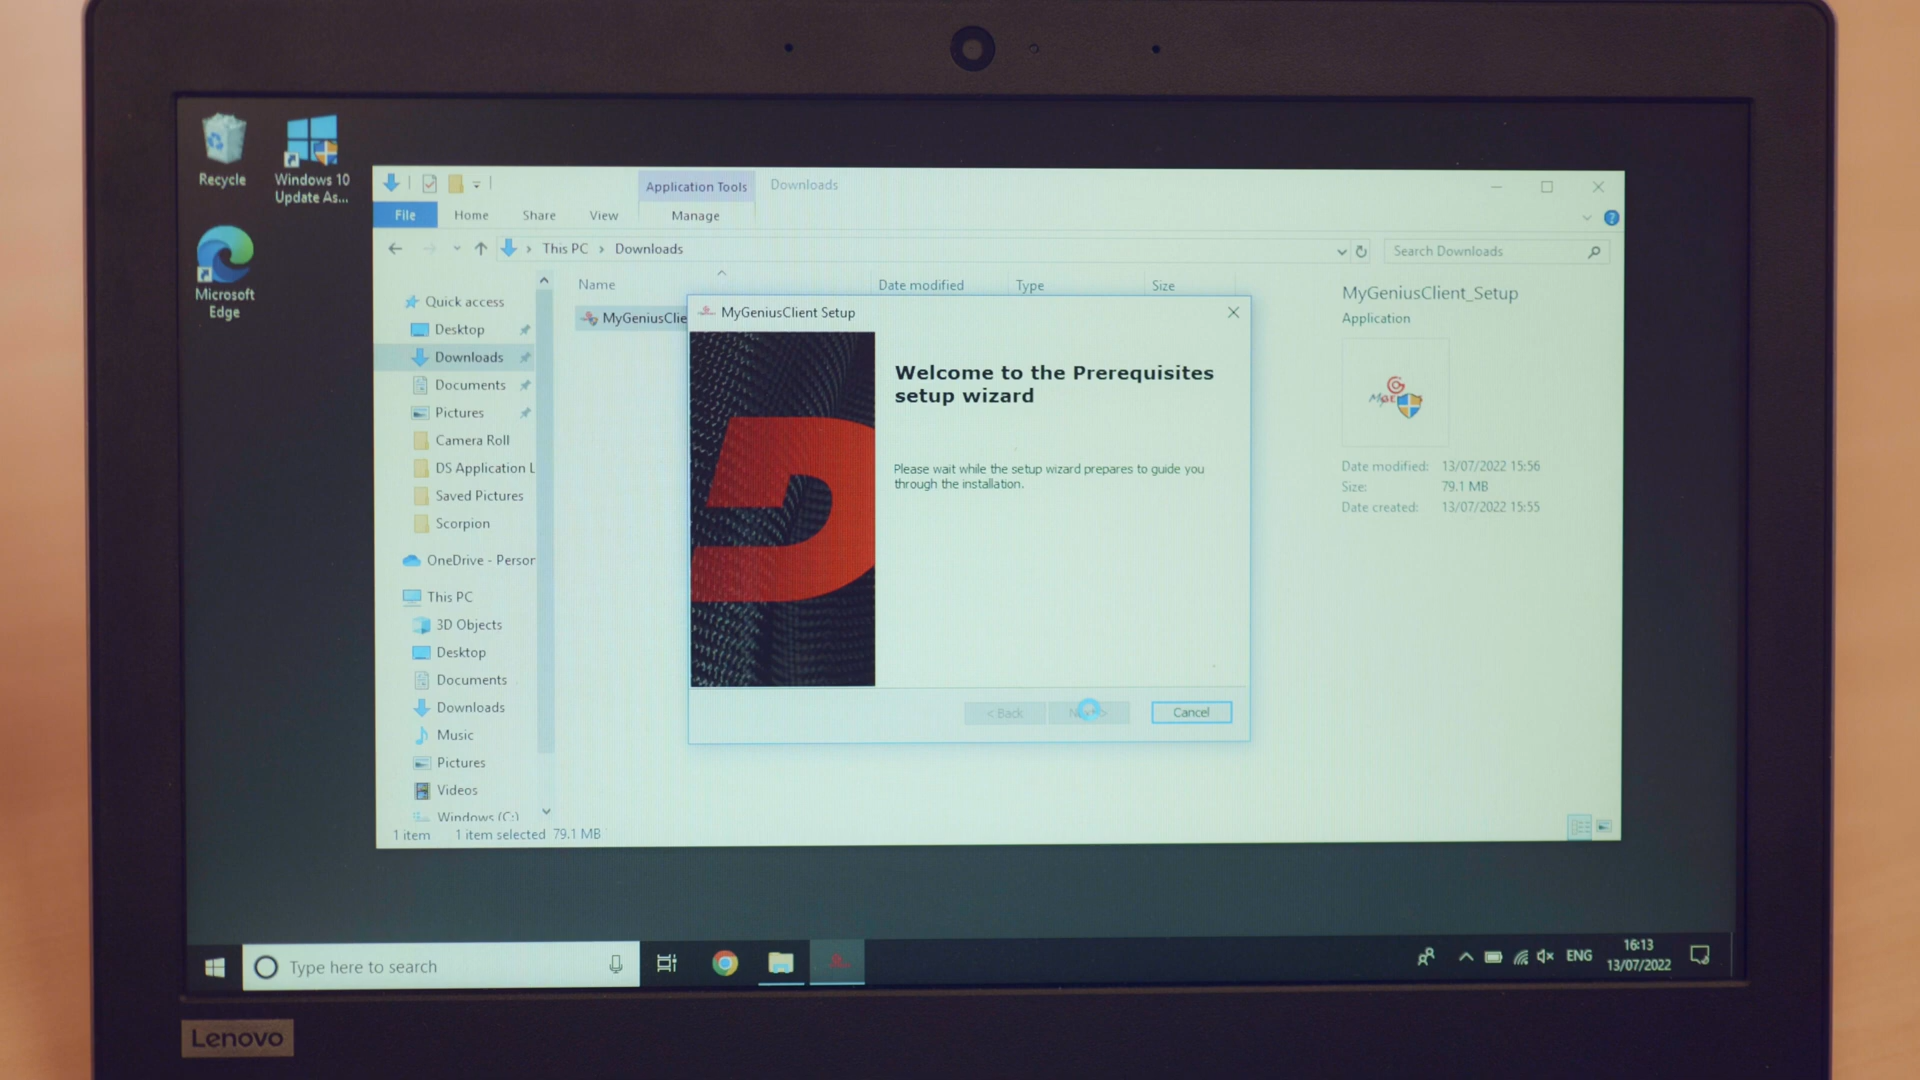 Recycle
Windows 10
Update As...
Microsoft
Edge
Application Tools
Downloads
File
Home
Share
View
Manage
This PC
Downloads
Search Downloads
Name
Date modified
Type
Size
Quick access
Desktop
Downloads
Documents
Pictures
Camera Roll
DS Application L
Saved Pictures
Scorpion
OneDrive - Person
This PC
3D Objects
Desktop
Documents
Downloads
Music
Pictures
Videos
Windows (C:)
1 item
1 item selected 79.1 MB
MyGeniusClie
MyGeniusClient Setup
Welcome to the Prerequisites
setup wizard
Please wait while the setup wizard prepares to guide you
through the installation.
< Back
Cancel
MyGeniusClient_Setup
Application
Date modified: 13/07/2022 15:56
Size: 79.1 MB
Date created: 13/07/2022 15:55
Type here to search
ENG
16:13
13/07/2022
Lenovo